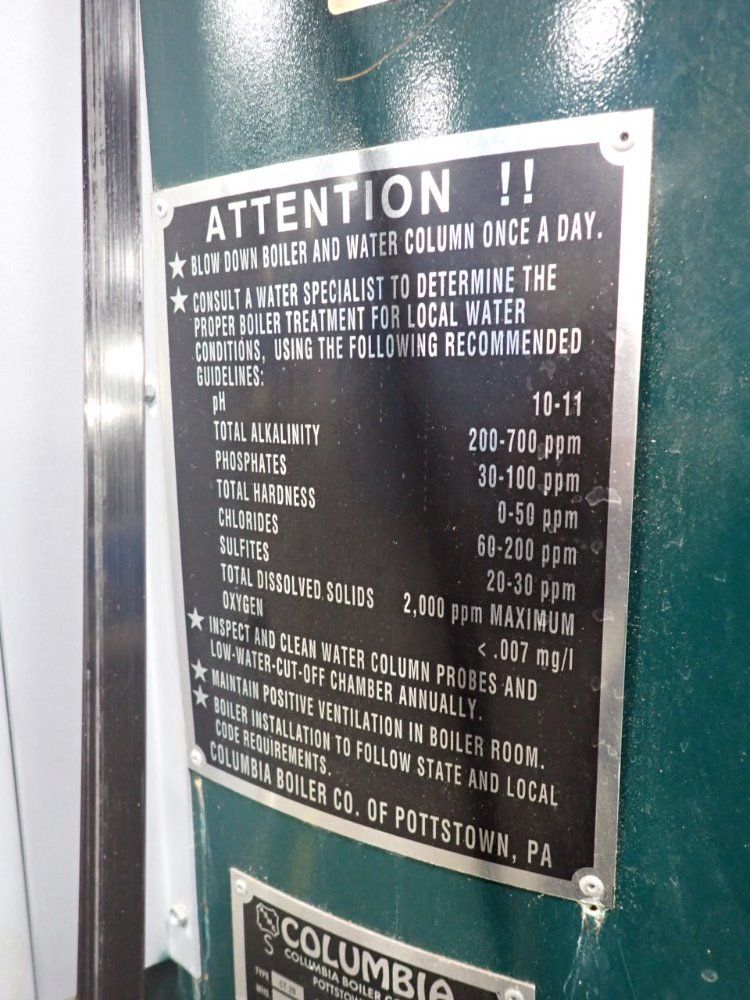 ATTENTION !!
★ BLOW DOWN BOILER AND WATER COLUMN ONCE A DAY.
★ CONSULT A WATER SPECIALIST TO DETERMINE THE
PROPER BOILER TREATMENT FOR LOCAL WATER
CONDITIONS, USING THE FOLLOWING RECOMMENDED
GUIDELINES:
pH 10-11
TOTAL ALKALINITY 200-700 ppm
PHOSPHATES 30-100 ppm
TOTAL HARDNESS 0-50 ppm
CHLORIDES 60-200 ppm
SULFITES 20-30 ppm
TOTAL DISSOLVED SOLIDS 2,000 ppm MAXIMUM
OXYGEN < .007 mg/l
★ INSPECT AND CLEAN WATER COLUMN PROBES AND
LOW-WATER-CUT-OFF CHAMBER ANNUALLY.
★ MAINTAIN POSITIVE VENTILATION IN BOILER ROOM.
★ BOILER INSTALLATION TO FOLLOW STATE AND LOCAL
CODE REQUIREMENTS.
COLUMBIA BOILER CO. OF POTTSTOWN, PA
S COLUMBIA
COLUMBIA BOILER
POTTSTOW
TYPE